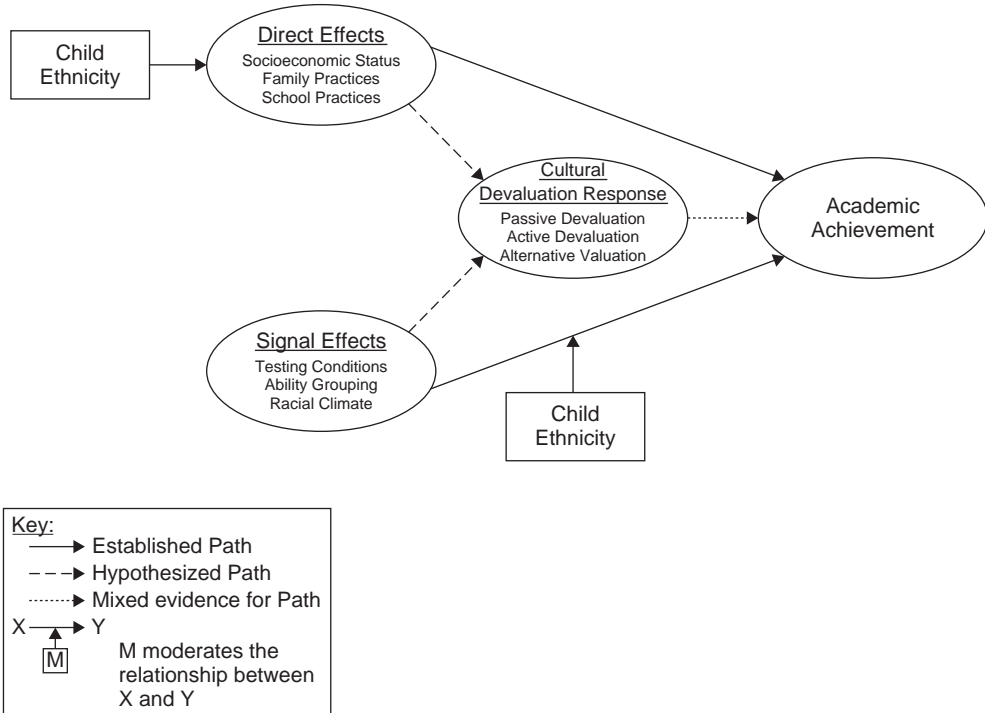 Child
Ethnicity
Direct Effects
Socioeconomic Status
Family Practices
School Practices
Cultural
Devaluation Response
Passive Devaluation
Active Devaluation
Alternative Valuation
Academic
Achievement
Signal Effects
Testing Conditions
Ability Grouping
Racial Climate
Child
Ethnicity
Key:
Established Path
Hypothesized Path
Mixed evidence for Path
X Y
M
M moderates the
relationship between
X and Y